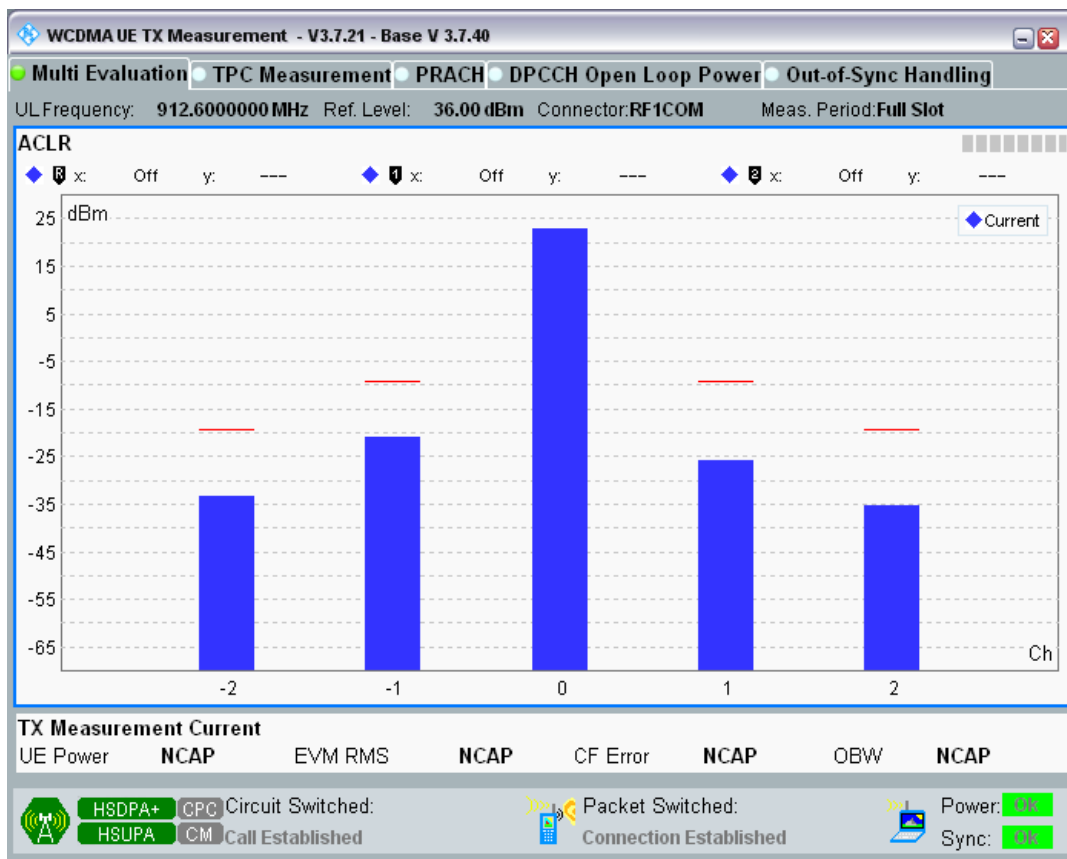 WCDMA UE TX Measurement - V3.7.21 - Base V 3.7.40
Multi Evaluation TPC Measurement PRACH DPCCH Open Loop Power Out-of-Sync Handling
UL Frequency: 912.6000000 MHz Ref. Level: 36.00 dBm Connector:RF1COM Meas. Period:Full Slot
ACLR
R x: Off y: --- 1 x: Off y: --- 2 x: Off y: ---
dBm
Current
25
15
5
-5
-15
-25
-35
-45
-55
-65
Ch
-2 -1 0 1 2
TX Measurement Current
UE Power NCAP EVM RMS NCAP CF Error NCAP OBW NCAP
HSDPA+ CPC Circuit Switched: Packet Switched: Power: OK
HSUPA CM Call Established Connection Established Sync: OK